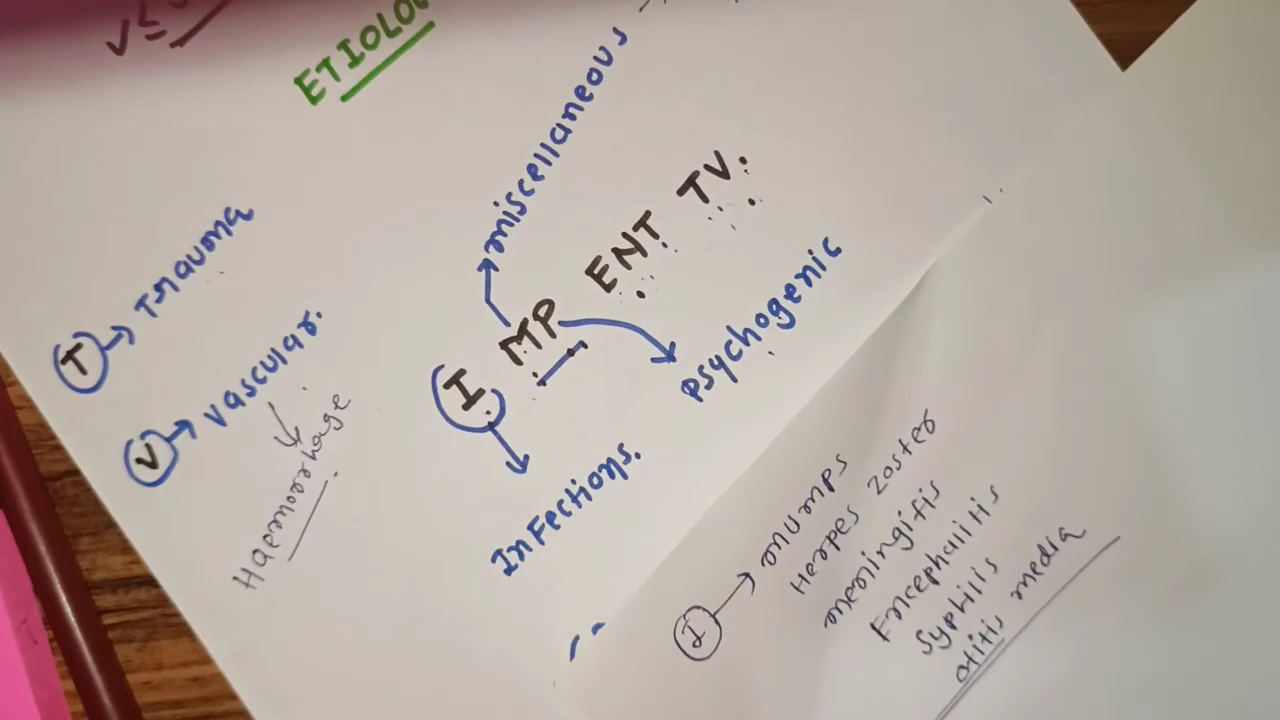 ETIOLO
miscellaneous
I MP ENT TV.
Psychogenic
Infections.
T → Trauma
V → vascular.
Haemorrhage.
I → mumps
Herpes zoster
meningitis
Encephalitis
Syphilis
otitis media